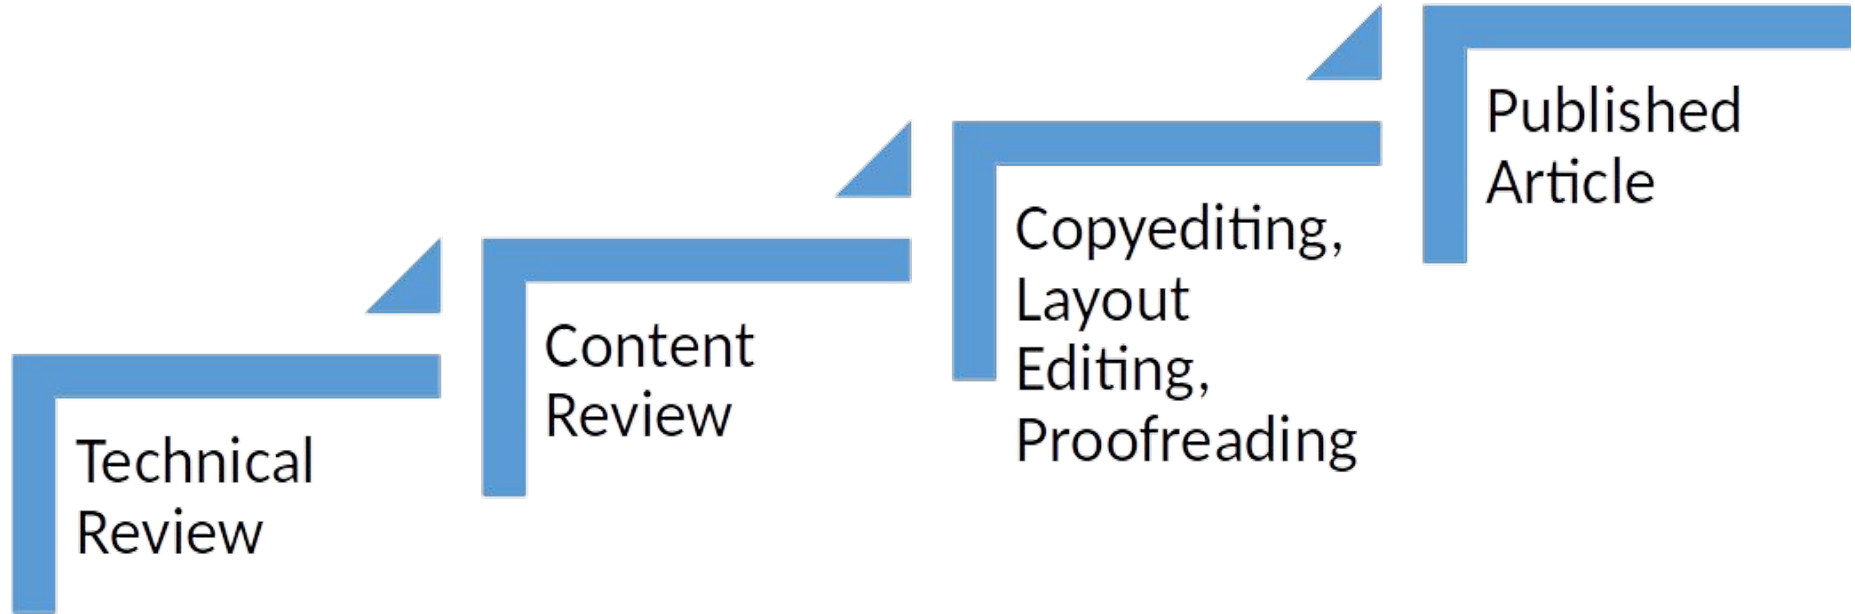 Technical
Review
Content
Review
Copyediting,
Layout
Editing,
Proofreading
Published
Article